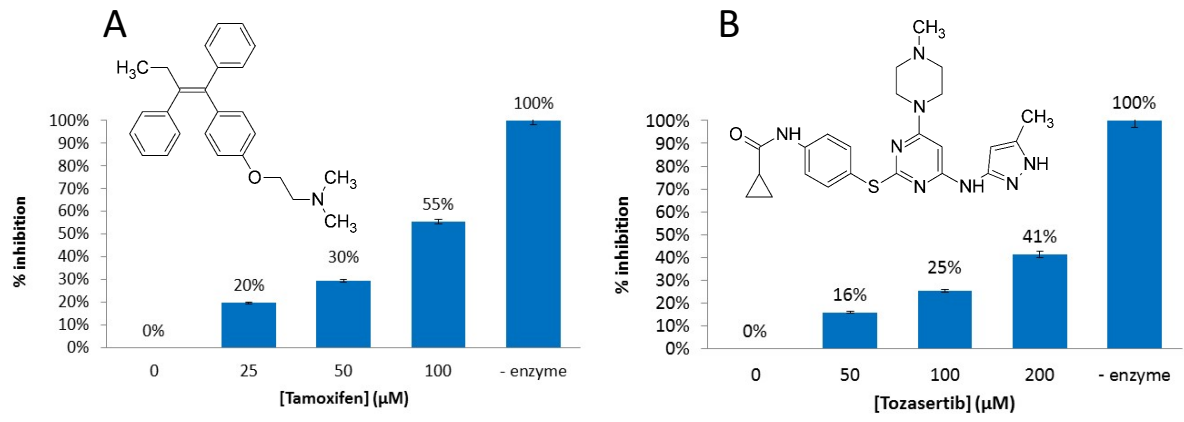 A
H₃C
O
N
CH₃
CH₃
% inhibition
100%
90%
80%
70%
60%
50%
40%
30%
20%
10%
0%
0%
20%
30%
55%
100%
0
25
50
100
- enzyme
[Tamoxifen] (μM)
B
CH₃
N
N
O
NH
S
N
N
NH
CH₃
NH
N
% inhibition
100%
90%
80%
70%
60%
50%
40%
30%
20%
10%
0%
0%
16%
25%
41%
100%
0
50
100
200
- enzyme
[Tozasertib] (μM)